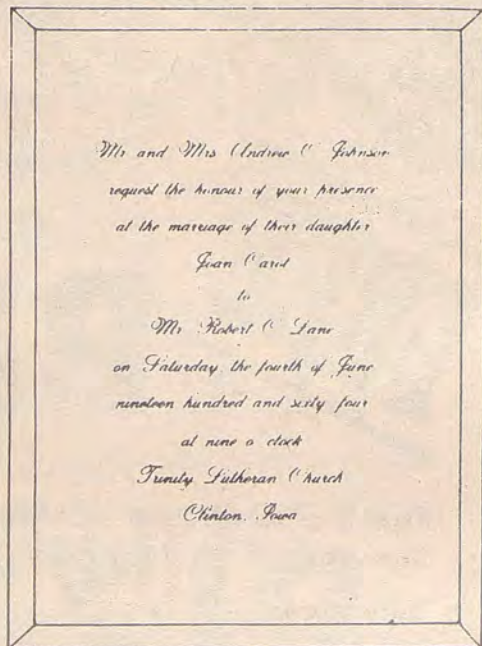 Mr and Mrs Andrew C Johnson
request the honour of your presence
at the marriage of their daughter
Joan Carol
to
Mr Robert C Lane
on Saturday, the fourth of June
nineteen hundred and sixty four
at nine o clock
Trinity Lutheran Church
Clinton, Iowa